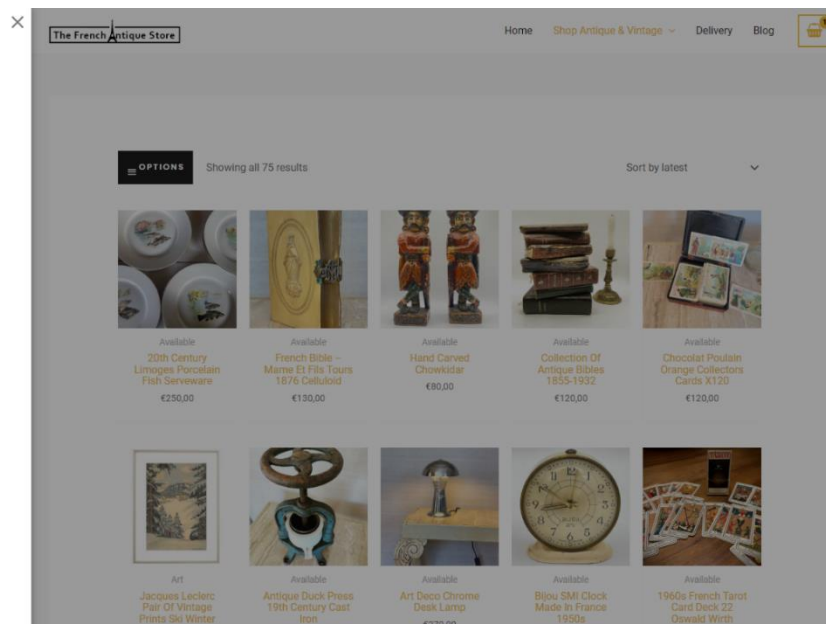 The French Antique Store
Home
Shop Antique & Vintage
Delivery
Blog
OPTIONS
Showing all 75 results
Sort by latest
Available
20th Century
Limoges Porcelain
Fish Serveware
€250,00
Available
French Bible –
Mame Et Fils Tours
1876 Celluloid
€130,00
Available
Hand Carved
Chowkidar
€80,00
Available
Collection Of
Antique Bibles
1855-1932
€120,00
Available
Chocolat Poulain
Orange Collectors
Cards X120
€120,00
Art
Jacques Leclerc
Pair Of Vintage
Prints Ski Winter
Available
Antique Duck Press
19th Century Cast
Iron
Available
Art Deco Chrome
Desk Lamp
Available
Bijou SMI Clock
Made In France
1950s
Available
1960s French Tarot
Card Deck 22
Oswald Wirth